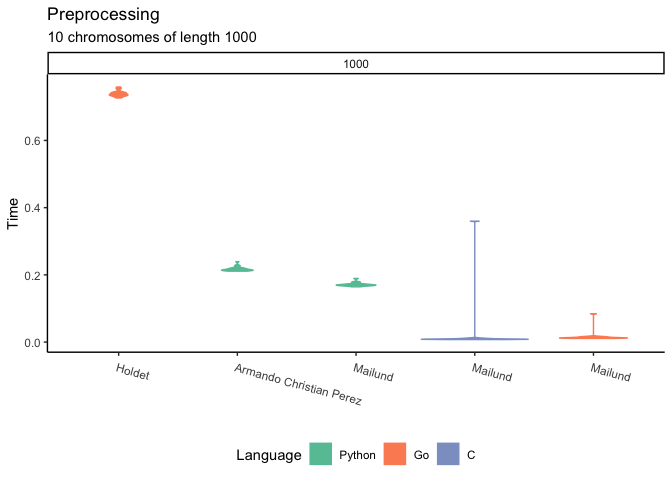 Preprocessing
10 chromosomes of length 1000
1000
0.6
0.4
0.2
0.0
Time
Holdet
Armando Christian Perez
Mailund
Mailund
Mailund
Language Python Go C